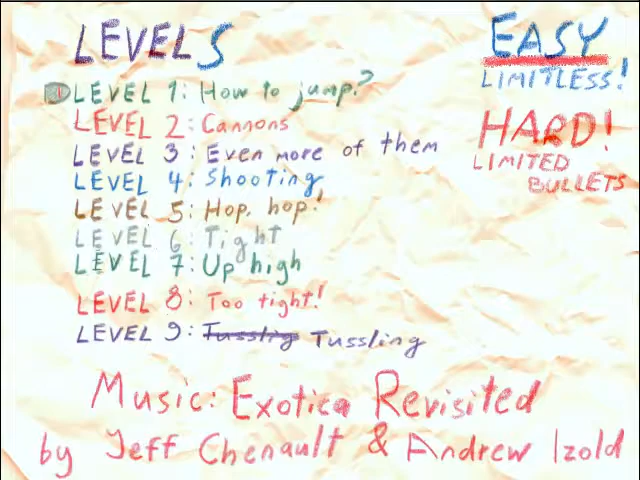 LEVELS
LEVEL 1: How to jump?
LEVEL 2: Cannons
LEVEL 3: Even more of them
LEVEL 4: Shooting
LEVEL 5: Hop, hop!
LEVEL 6: Tight
LEVEL 7: Up high
LEVEL 8: Too tight!
LEVEL 9: Tusslig Tussling
EASY
LIMITLESS!
HARD!
LIMITED
BULLETS
Music: Exotica Revisited
by Jeff Chenault & Andrew Izold